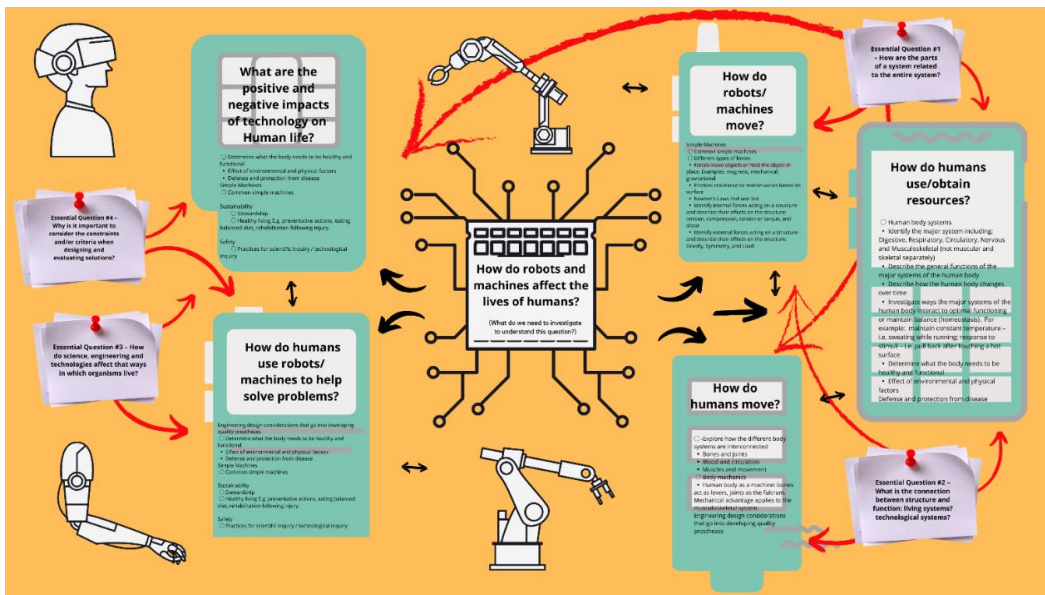 What are the
positive and
negative impacts
of technology on
Human life?
○ Determine what the body needs to be healthy and
functional
• Effect of environmental and physical factors
• Defense and protection from disease
Simple Machines
○ Common simple machines
Sustainability
○ Stewardship
○ Healthy living E.g. preventative actions, eating
balanced diet, rehabilitation following injury.
Safety
○ Practices for scientific inquiry / technological
inquiry
How do
robots/
machines
move?
Simple Machines
○ Common simple machines
○ Different types of forces
• Forces move objects or hold the object in
place. Examples: magnetic, mechanical,
gravitational
• Friction: resistance to motion varies based on
surface
• Newton's Laws 2nd and 3rd
• Identify internal forces acting on a structure
and describe their effects on the structure:
tension, compression, torsion or torque, and
shear
• Identify external forces acting on a structure
and describe their effects on the structure:
Gravity, Symmetry, and Load
Essential Question #1
– How are the parts
of a system related
to the entire system?
How do humans
use/obtain
resources?
○ Human body systems
• Identify the major system including:
Digestive, Respiratory, Circulatory, Nervous
and Musculoskeletal (not muscular and
skeletal separately)
• Describe the general functions of the
major systems of the human body
• Describe how the human body changes
over time
• Investigate ways the major systems of the
human body interact to optimal functioning
or maintain balance (homeostasis). For
example: maintain constant temperature –
i.e. sweating while running; response to
stimuli – i.e. pull back after touching a hot
surface
• Determine what the body needs to be
healthy and functional
• Effect of environmental and physical
factors
Defense and protection from disease
Essential Question #4 –
Why is it important to
consider the constraints
and/or criteria when
designing and
evaluating solutions?
How do robots and
machines affect the
lives of humans?
(What do we need to investigate
to understand this question?)
Essential Question #3 – How
do science, engineering and
technologies affect that ways
in which organisms live?
How do humans
use robots/
machines to help
solve problems?
Engineering design considerations that go into developing
quality prostheses
○ Determine what the body needs to be healthy and
functional
• Effect of environmental and physical factors
• Defense and protection from disease
Simple Machines
○ Common simple machines
Sustainability
○ Stewardship
○ Healthy living E.g. preventative actions, eating balanced
diet, rehabilitation following injury.
Safety
○ Practices for scientific inquiry / technological inquiry
How do
humans move?
○ -Explore how the different body
systems are interconnected
• Bones and joints
• Blood and circulation
• Muscles and movement
○ Body mechanics
• Human body as a machine: bones
act as levers, joints as the fulcrum.
Mechanical advantage applies to the
musculoskeletal system
Engineering design considerations
that go into developing quality
prostheses
Essential Question #2 –
What is the connection
between structure and
function: living systems?
technological systems?